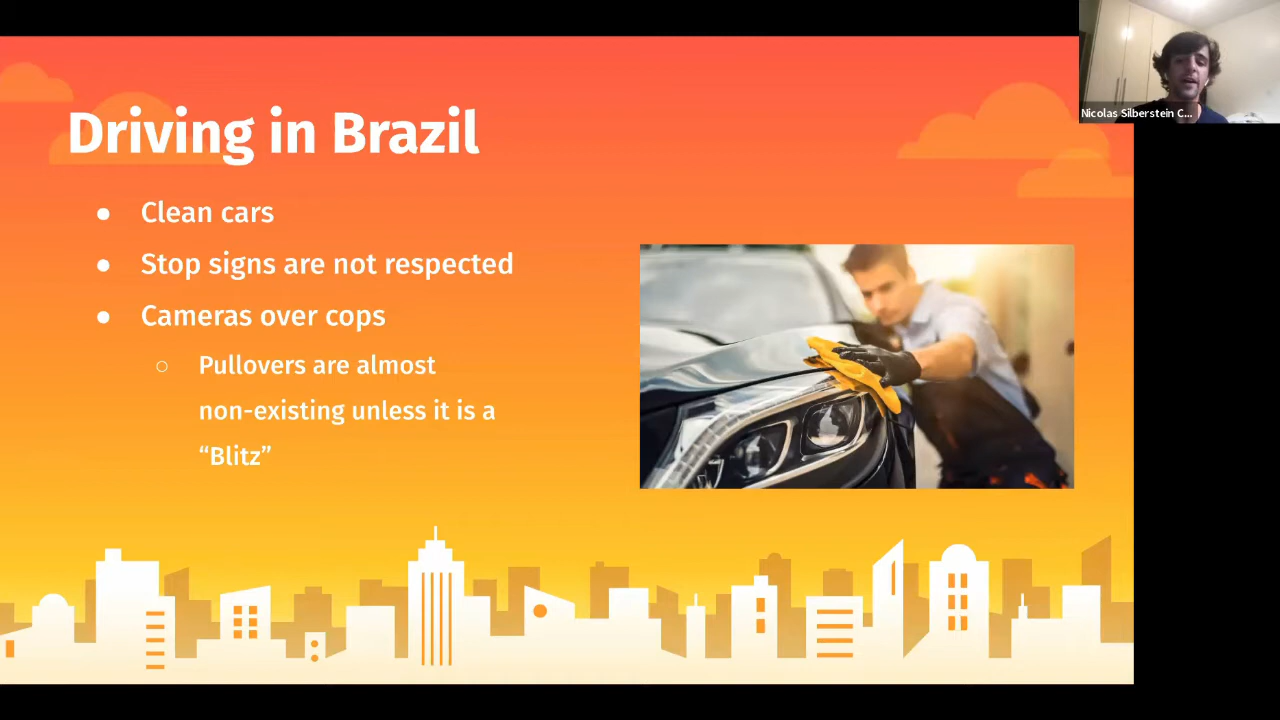 Driving in Brazil
● Clean cars
● Stop signs are not respected
● Cameras over cops
○ Pullovers are almost
non-existing unless it is a
“Blitz”
Nicolas Silberstein C...